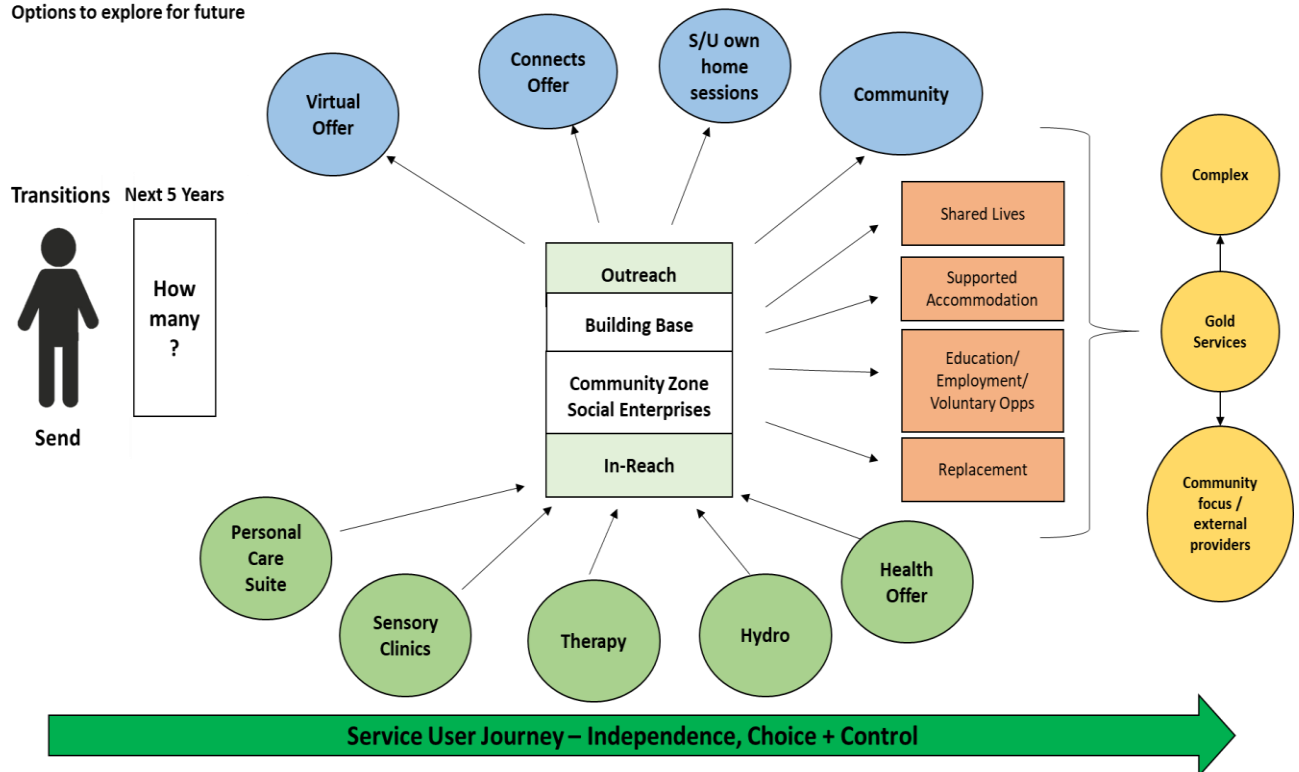 Options to explore for future
Virtual
Offer
Connects
Offer
S/U own
home
sessions
Community
Transitions
Next 5 Years
How
many
?
Send
Outreach
Building Base
Community Zone
Social Enterprises
In-Reach
Shared Lives
Supported
Accommodation
Education/
Employment/
Voluntary Opps
Replacement
Complex
Gold
Services
Community
focus /
external
providers
Personal
Care
Suite
Sensory
Clinics
Therapy
Hydro
Health
Offer
Service User Journey – Independence, Choice + Control